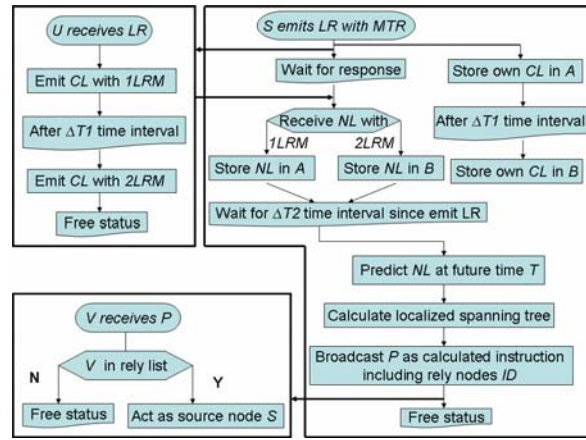 U receives LR
Emit CL with 1LRM
After ΔT1 time interval
Emit CL with 2LRM
Free status
S emits LR with MTR
Wait for response
Store own CL in A
Receive NL with
After ΔT1 time interval
1LRM
2LRM
Store NL in A
Store NL in B
Store own CL in B
Wait for ΔT2 time interval since emit LR
Predict NL at future time T
Calculate localized spanning tree
Broadcast P as calculated instruction
including rely nodes ID
Free status
V receives P
V in rely list
N
Y
Free status
Act as source node S